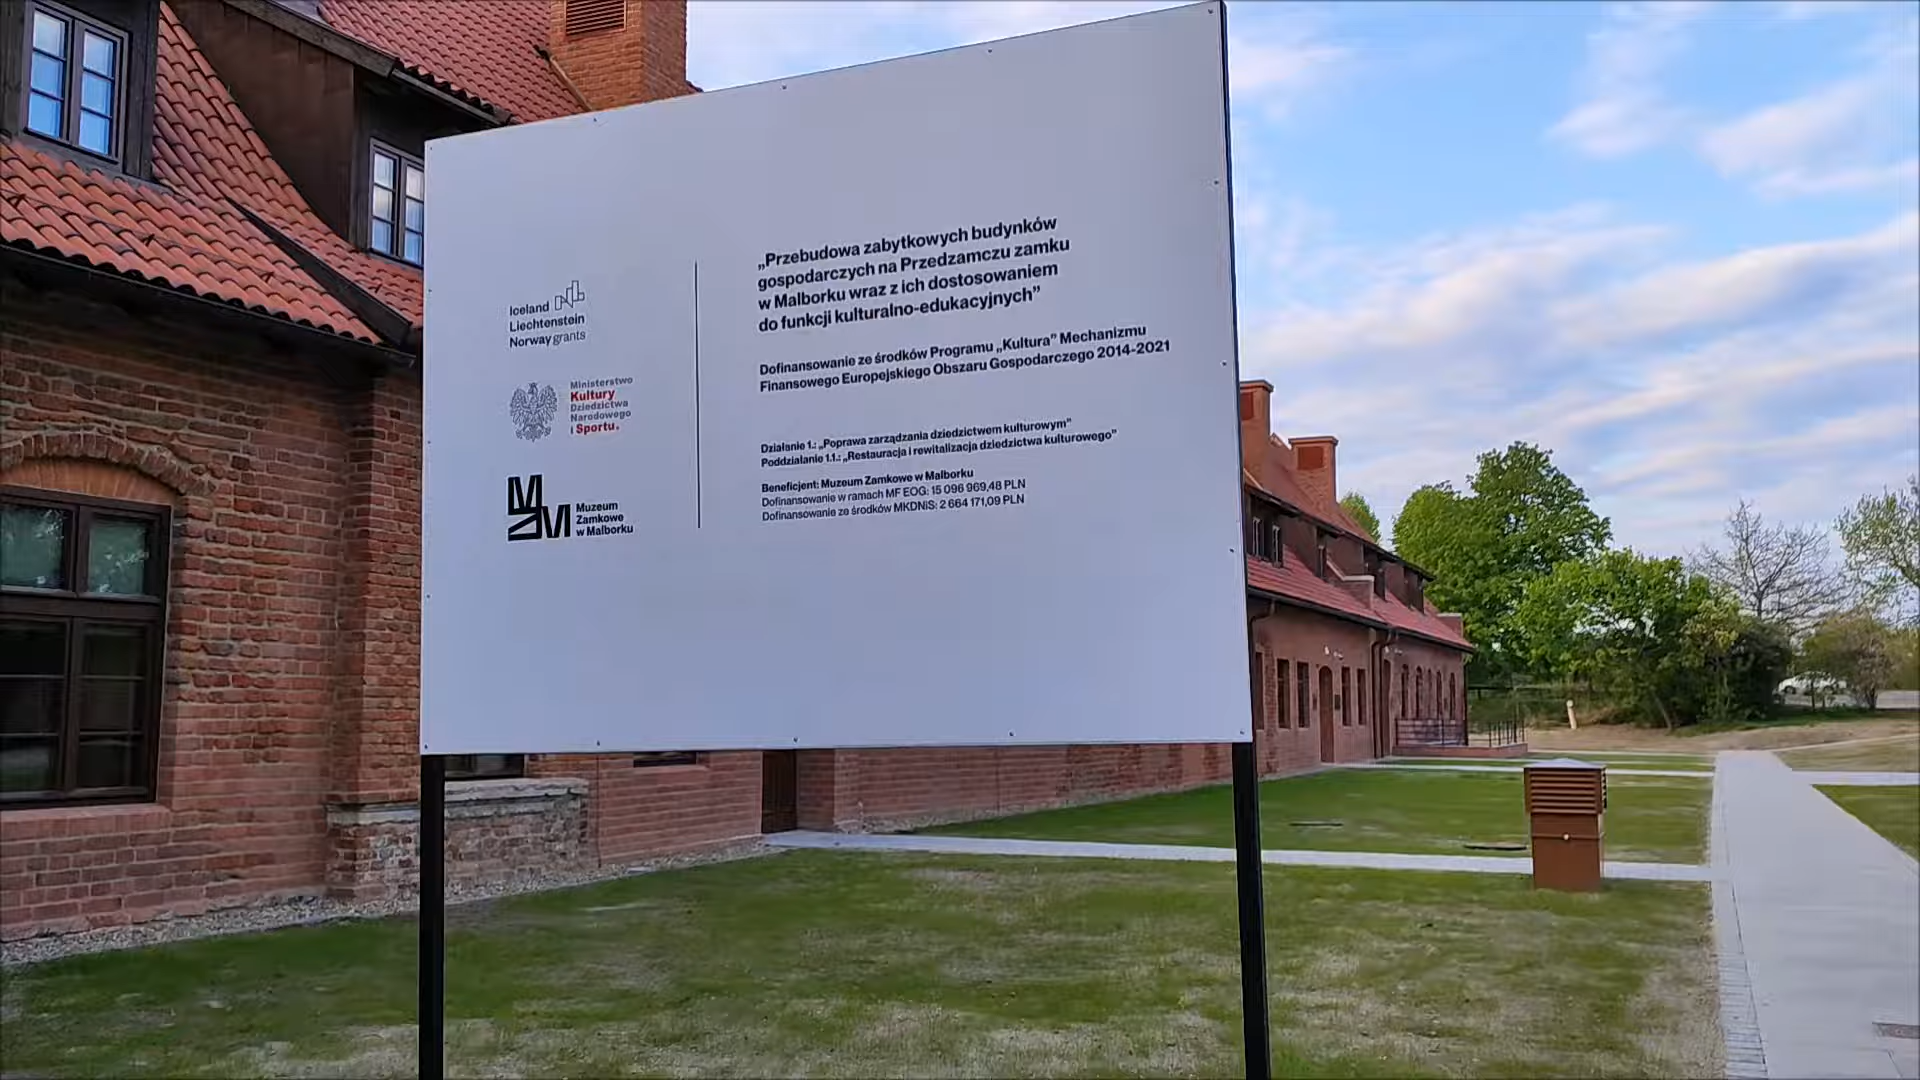 Iceland
Liechtenstein
Norway grants
Ministerstwo
Kultury
Dziedzictwa
Narodowego
i Sportu.
Muzeum
Zamkowe
w Malborku
„Przebudowa zabytkowych budynków
gospodarczych na Przedzamczu zamku
w Malborku wraz z ich dostosowaniem
do funkcji kulturalno-edukacyjnych”
Dofinansowanie ze środków Programu „Kultura” Mechanizmu
Finansowego Europejskiego Obszaru Gospodarczego 2014-2021
Działanie 1.: „Poprawa zarządzania dziedzictwem kulturowym”
Poddziałanie 1.1.: „Restauracja i rewitalizacja dziedzictwa kulturowego”
Beneficjent: Muzeum Zamkowe w Malborku
Dofinansowanie w ramach MF EOG: 15 096 969,48 PLN
Dofinansowanie ze środków MKDNiS: 2 664 171,09 PLN